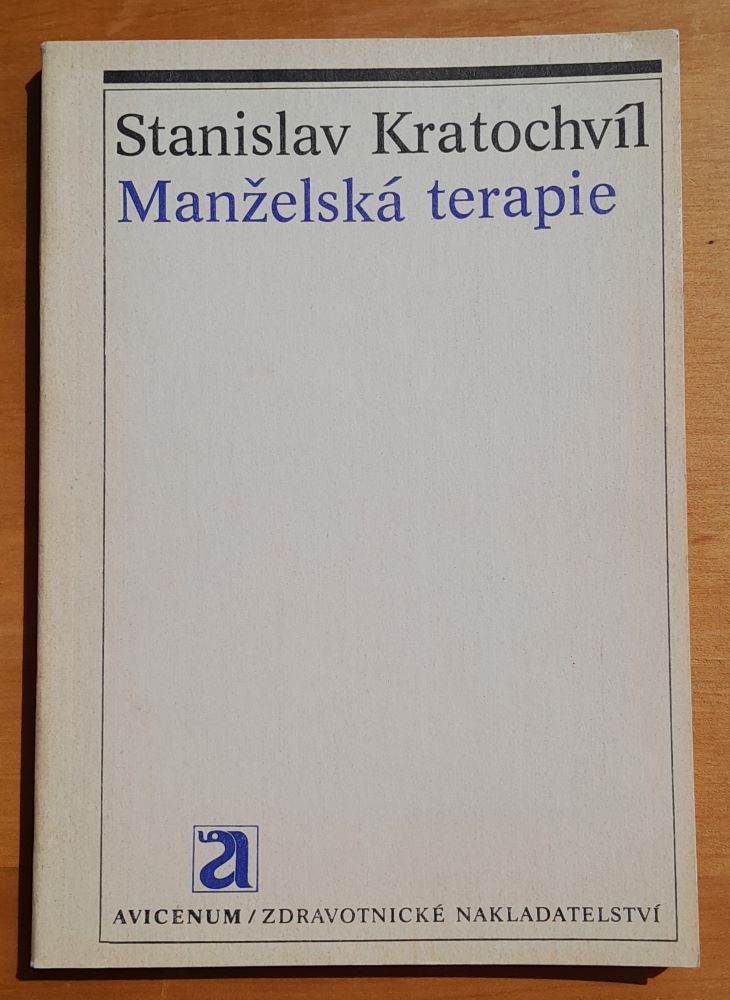 Stanislav Kratochvíl
Manželská terapie
a
AVICENUM / ZDRAVOTNICKÉ NAKLADATELSTVÍ